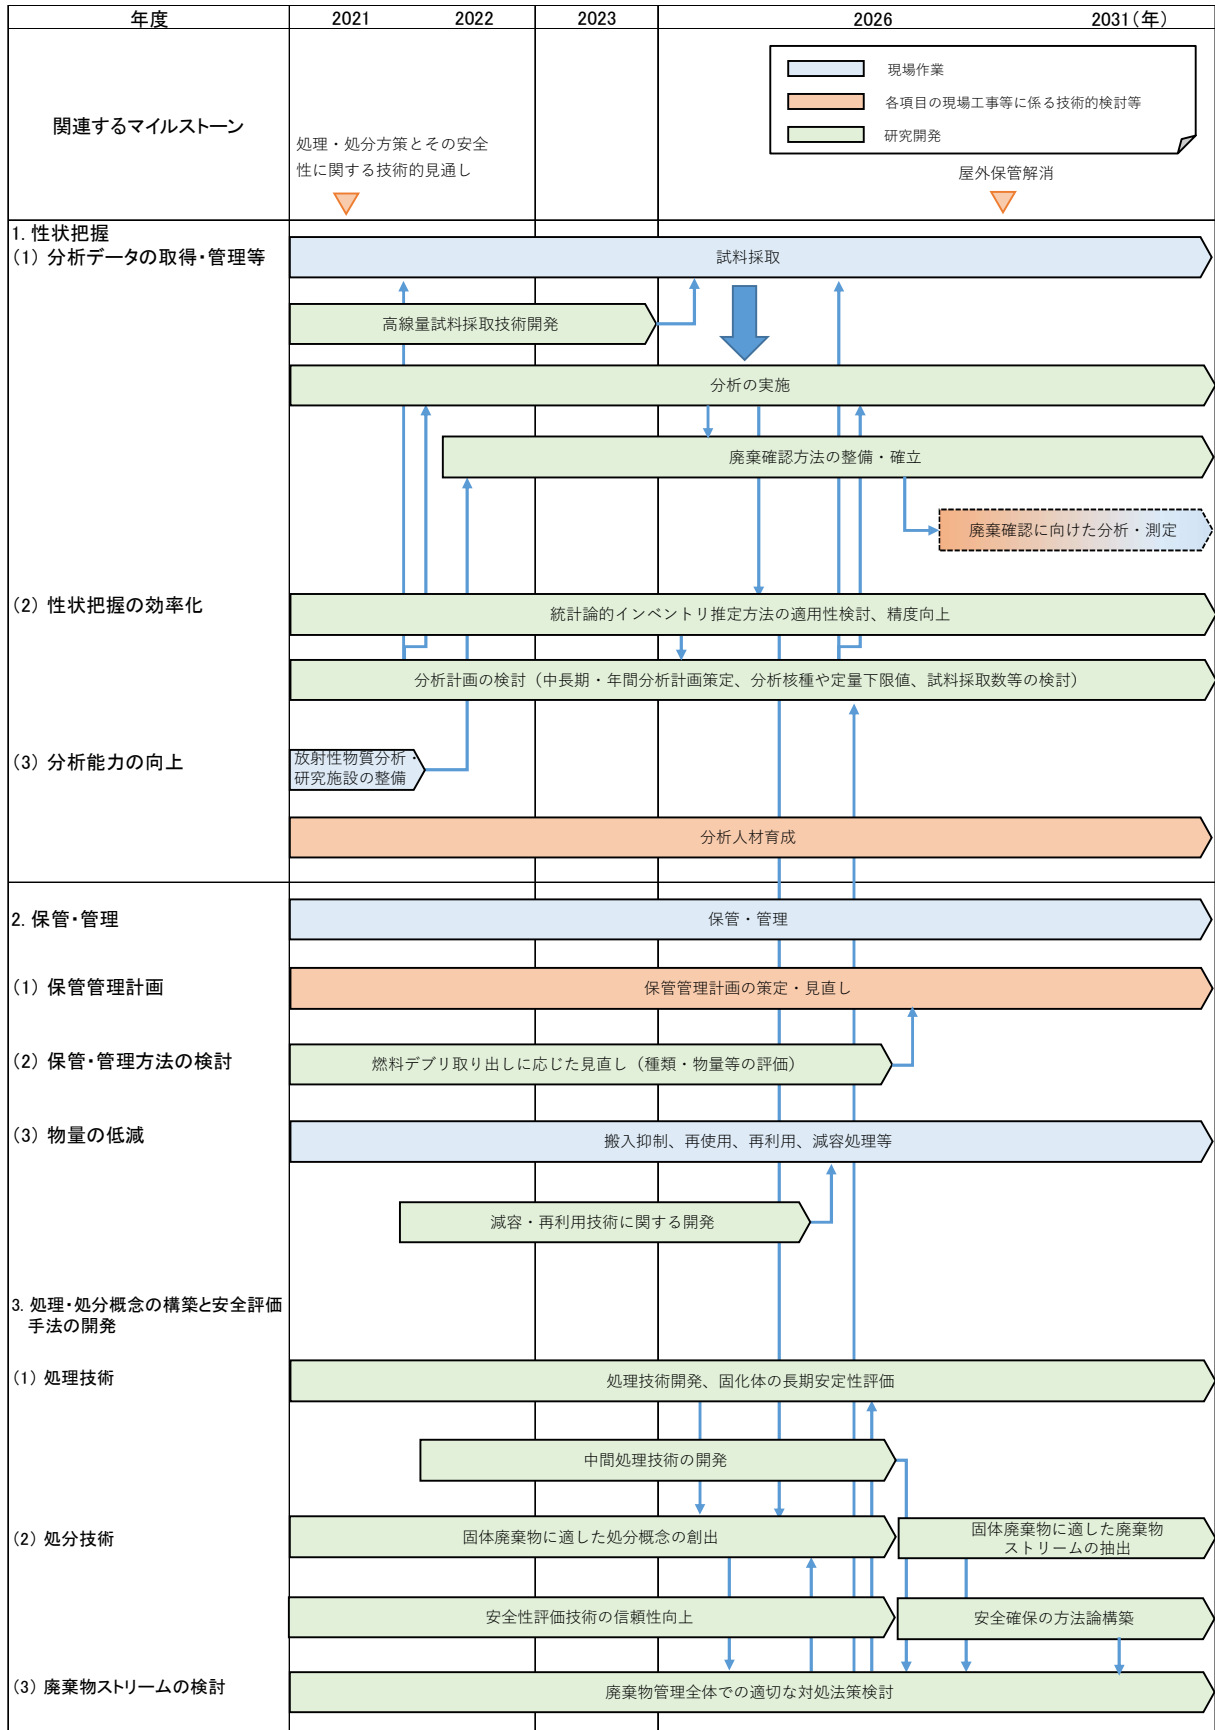 年度
2021
2022
2023
2026
2031(年)
現場作業
各項目の現場工事等に係る技術的検討等
研究開発
関連するマイルストーン
処理・処分方策とその安全
性に関する技術的見通し
屋外保管解消
1. 性状把握
(1) 分析データの取得・管理等
試料採取
高線量試料採取技術開発
分析の実施
廃棄確認方法の整備・確立
廃棄確認に向けた分析・測定
(2) 性状把握の効率化
統計論的インベントリ推定方法の適用性検討、精度向上
分析計画の検討（中長期・年間分析計画策定、分析核種や定量下限値、試料採取数等の検討）
(3) 分析能力の向上
放射性物質分析・
研究施設の整備
分析人材育成
2. 保管・管理
保管・管理
(1) 保管管理計画
保管管理計画の策定・見直し
(2) 保管・管理方法の検討
燃料デブリ取り出しに応じた見直し（種類・物量等の評価）
(3) 物量の低減
搬入抑制、再使用、再利用、減容処理等
減容・再利用技術に関する開発
3. 処理・処分概念の構築と安全評価
手法の開発
(1) 処理技術
処理技術開発、固化体の長期安定性評価
中間処理技術の開発
(2) 処分技術
固体廃棄物に適した処分概念の創出
固体廃棄物に適した廃棄物
ストリームの抽出
安全性評価技術の信頼性向上
安全確保の方法論構築
(3) 廃棄物ストリームの検討
廃棄物管理全体での適切な対処法策検討